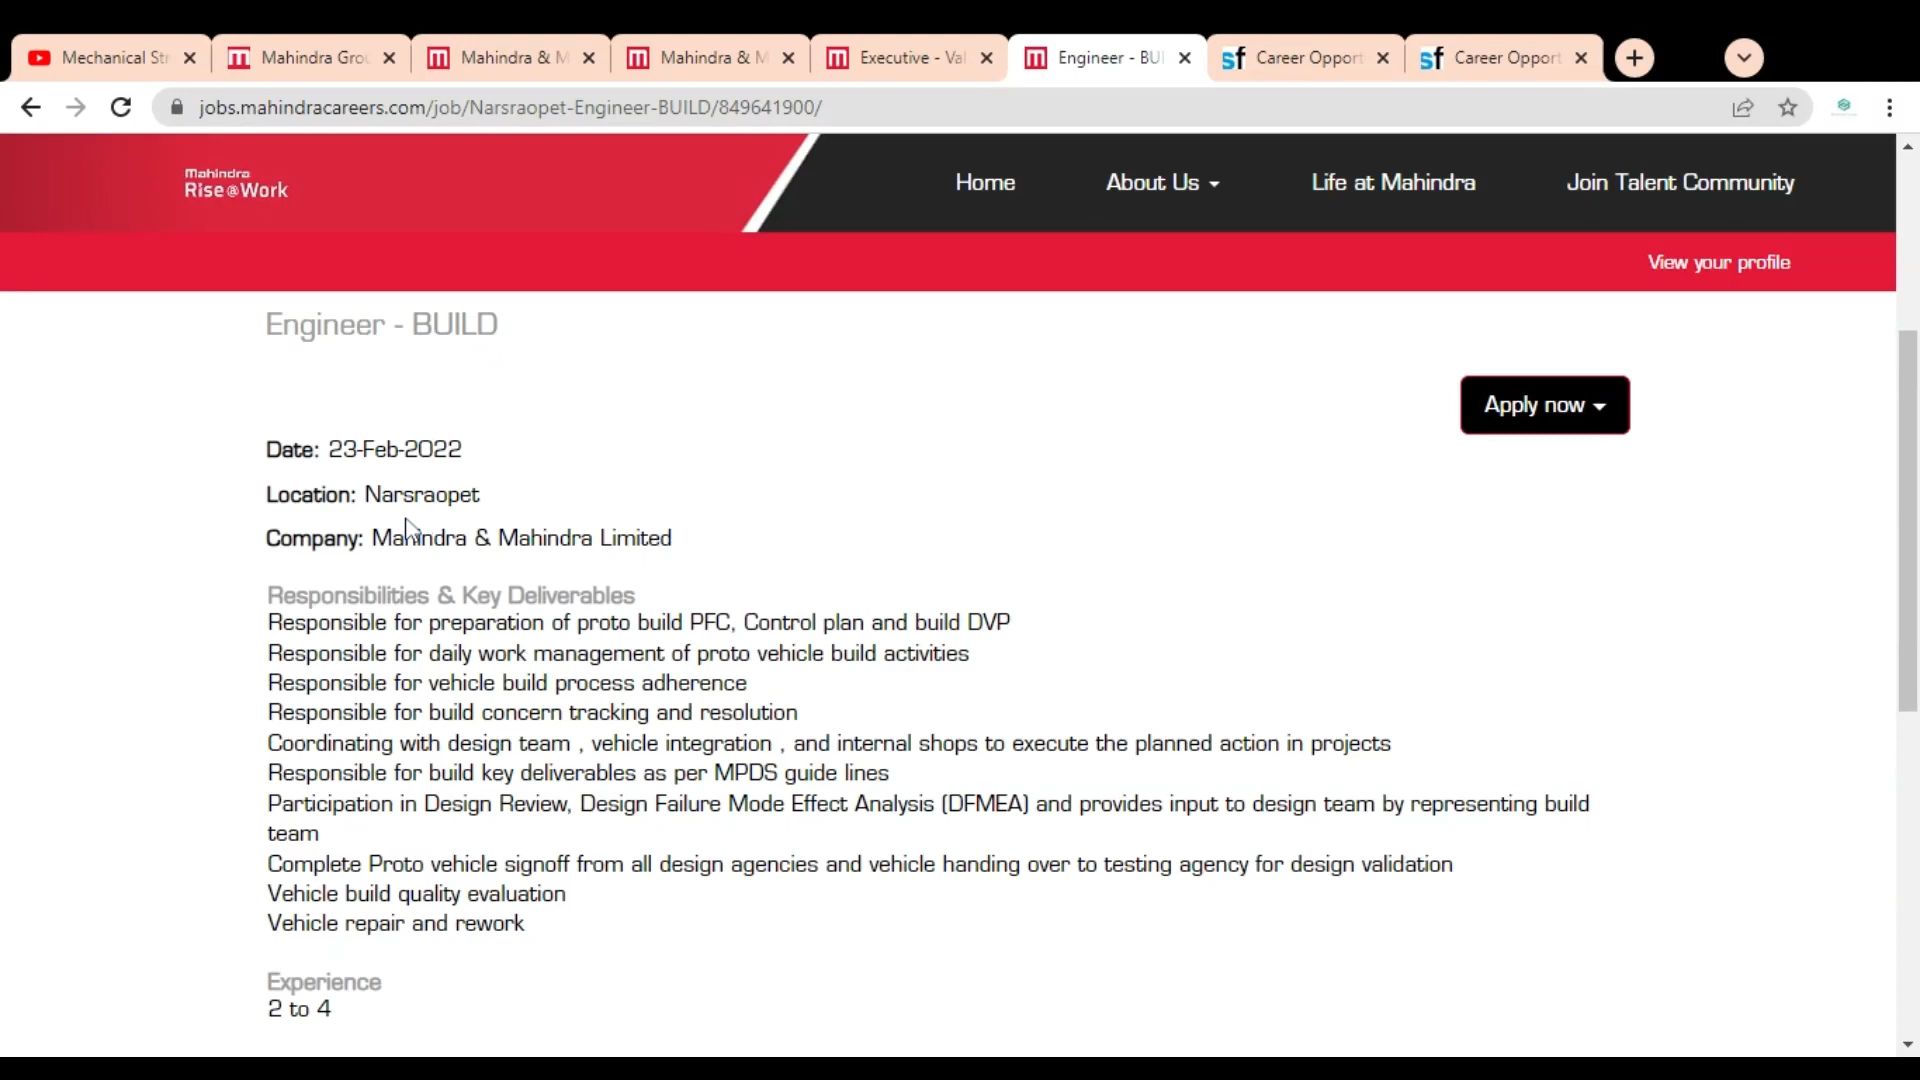 Mechanical St
Mahindra Gro
Mahindra & M
Mahindra & M
Executive - Val
Engineer - BUI
sf Career Opport
sf Career Opport
jobs.mahindracareers.com/job/Narsraopet-Engineer-BUILD/849641900/
Mahindra
Rise@Work
Home
About Us
Life at Mahindra
Join Talent Community
View your profile
Engineer - BUILD
Apply now
Date: 23-Feb-2022
Location: Narsraopet
Company: Mahindra & Mahindra Limited
Responsibilities & Key Deliverables
Responsible for preparation of proto build PFC, Control plan and build DVP
Responsible for daily work management of proto vehicle build activities
Responsible for vehicle build process adherence
Responsible for build concern tracking and resolution
Coordinating with design team , vehicle integration , and internal shops to execute the planned action in projects
Responsible for build key deliverables as per MPDS guide lines
Participation in Design Review, Design Failure Mode Effect Analysis (DFMEA) and provides input to design team by representing build
team
Complete Proto vehicle signoff from all design agencies and vehicle handing over to testing agency for design validation
Vehicle build quality evaluation
Vehicle repair and rework
Experience
2 to 4